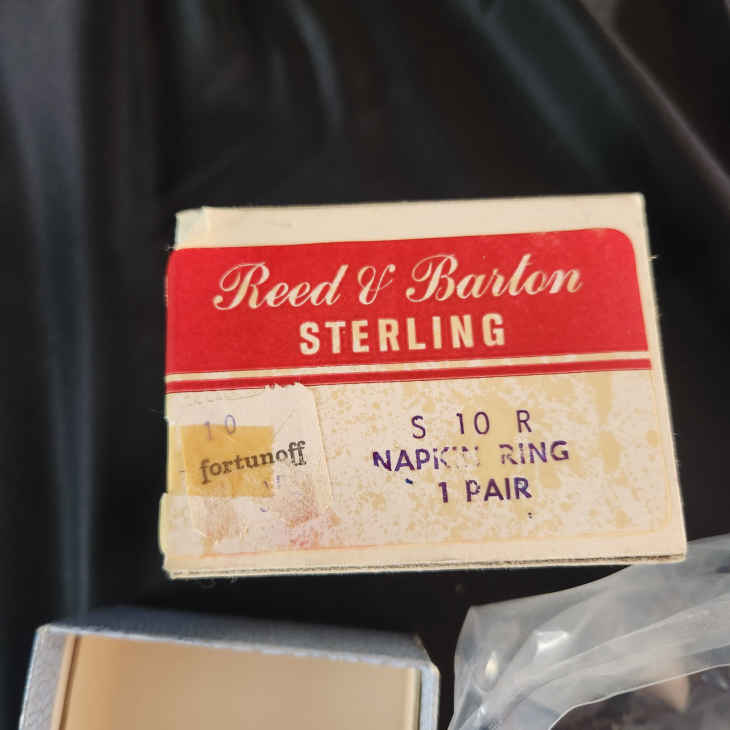 Reed & Barton
STERLING
10
fortunoff
S 10 R
NAPKIN RING
1 PAIR